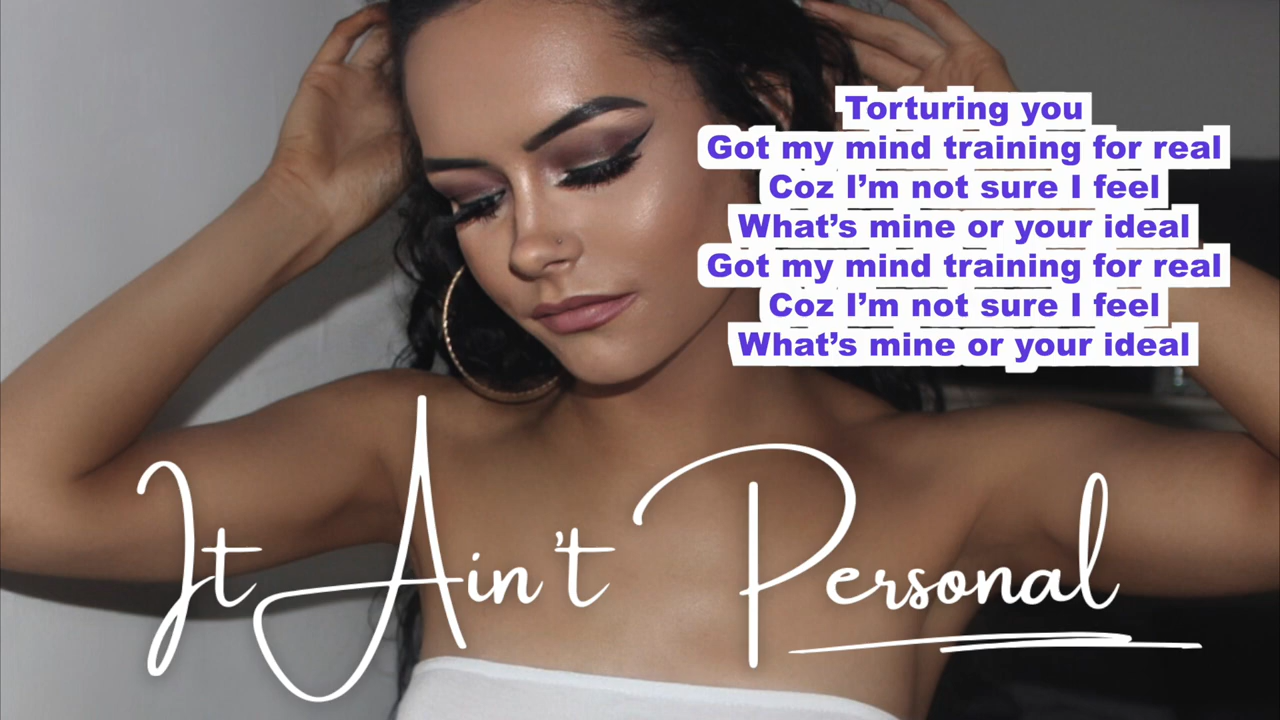 Torturing you
Got my mind training for real
Coz I’m not sure I feel
What’s mine or your ideal
Got my mind training for real
Coz I’m not sure I feel
What’s mine or your ideal
It Ain't Personal